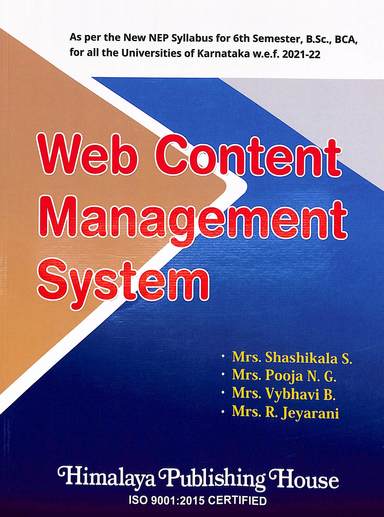 As per the New NEP Syllabus for 6th Semester, B.Sc., BCA,
for all the Universities of Karnataka w.e.f. 2021-22
Web Content
Management
System
· Mrs. Shashikala S.
· Mrs. Pooja N. G.
· Mrs. Vybhavi B.
· Mrs. R. Jeyarani
Himalaya Publishing House
ISO 9001:2015 CERTIFIED